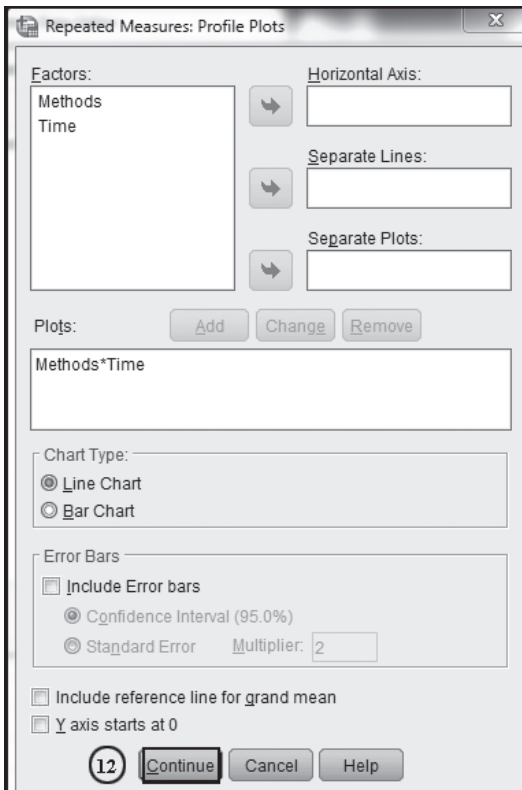 Repeated Measures: Profile Plots
Factors:
Methods
Time
Horizontal Axis:
Separate Lines:
Separate Plots:
Plots:
Add Change Remove
Methods*Time
Chart Type:
Line Chart
Bar Chart
Error Bars
Include Error bars
Confidence Interval (95.0%)
Standard Error Multiplier: 2
Include reference line for grand mean
Y axis starts at 0
12 Continue Cancel Help